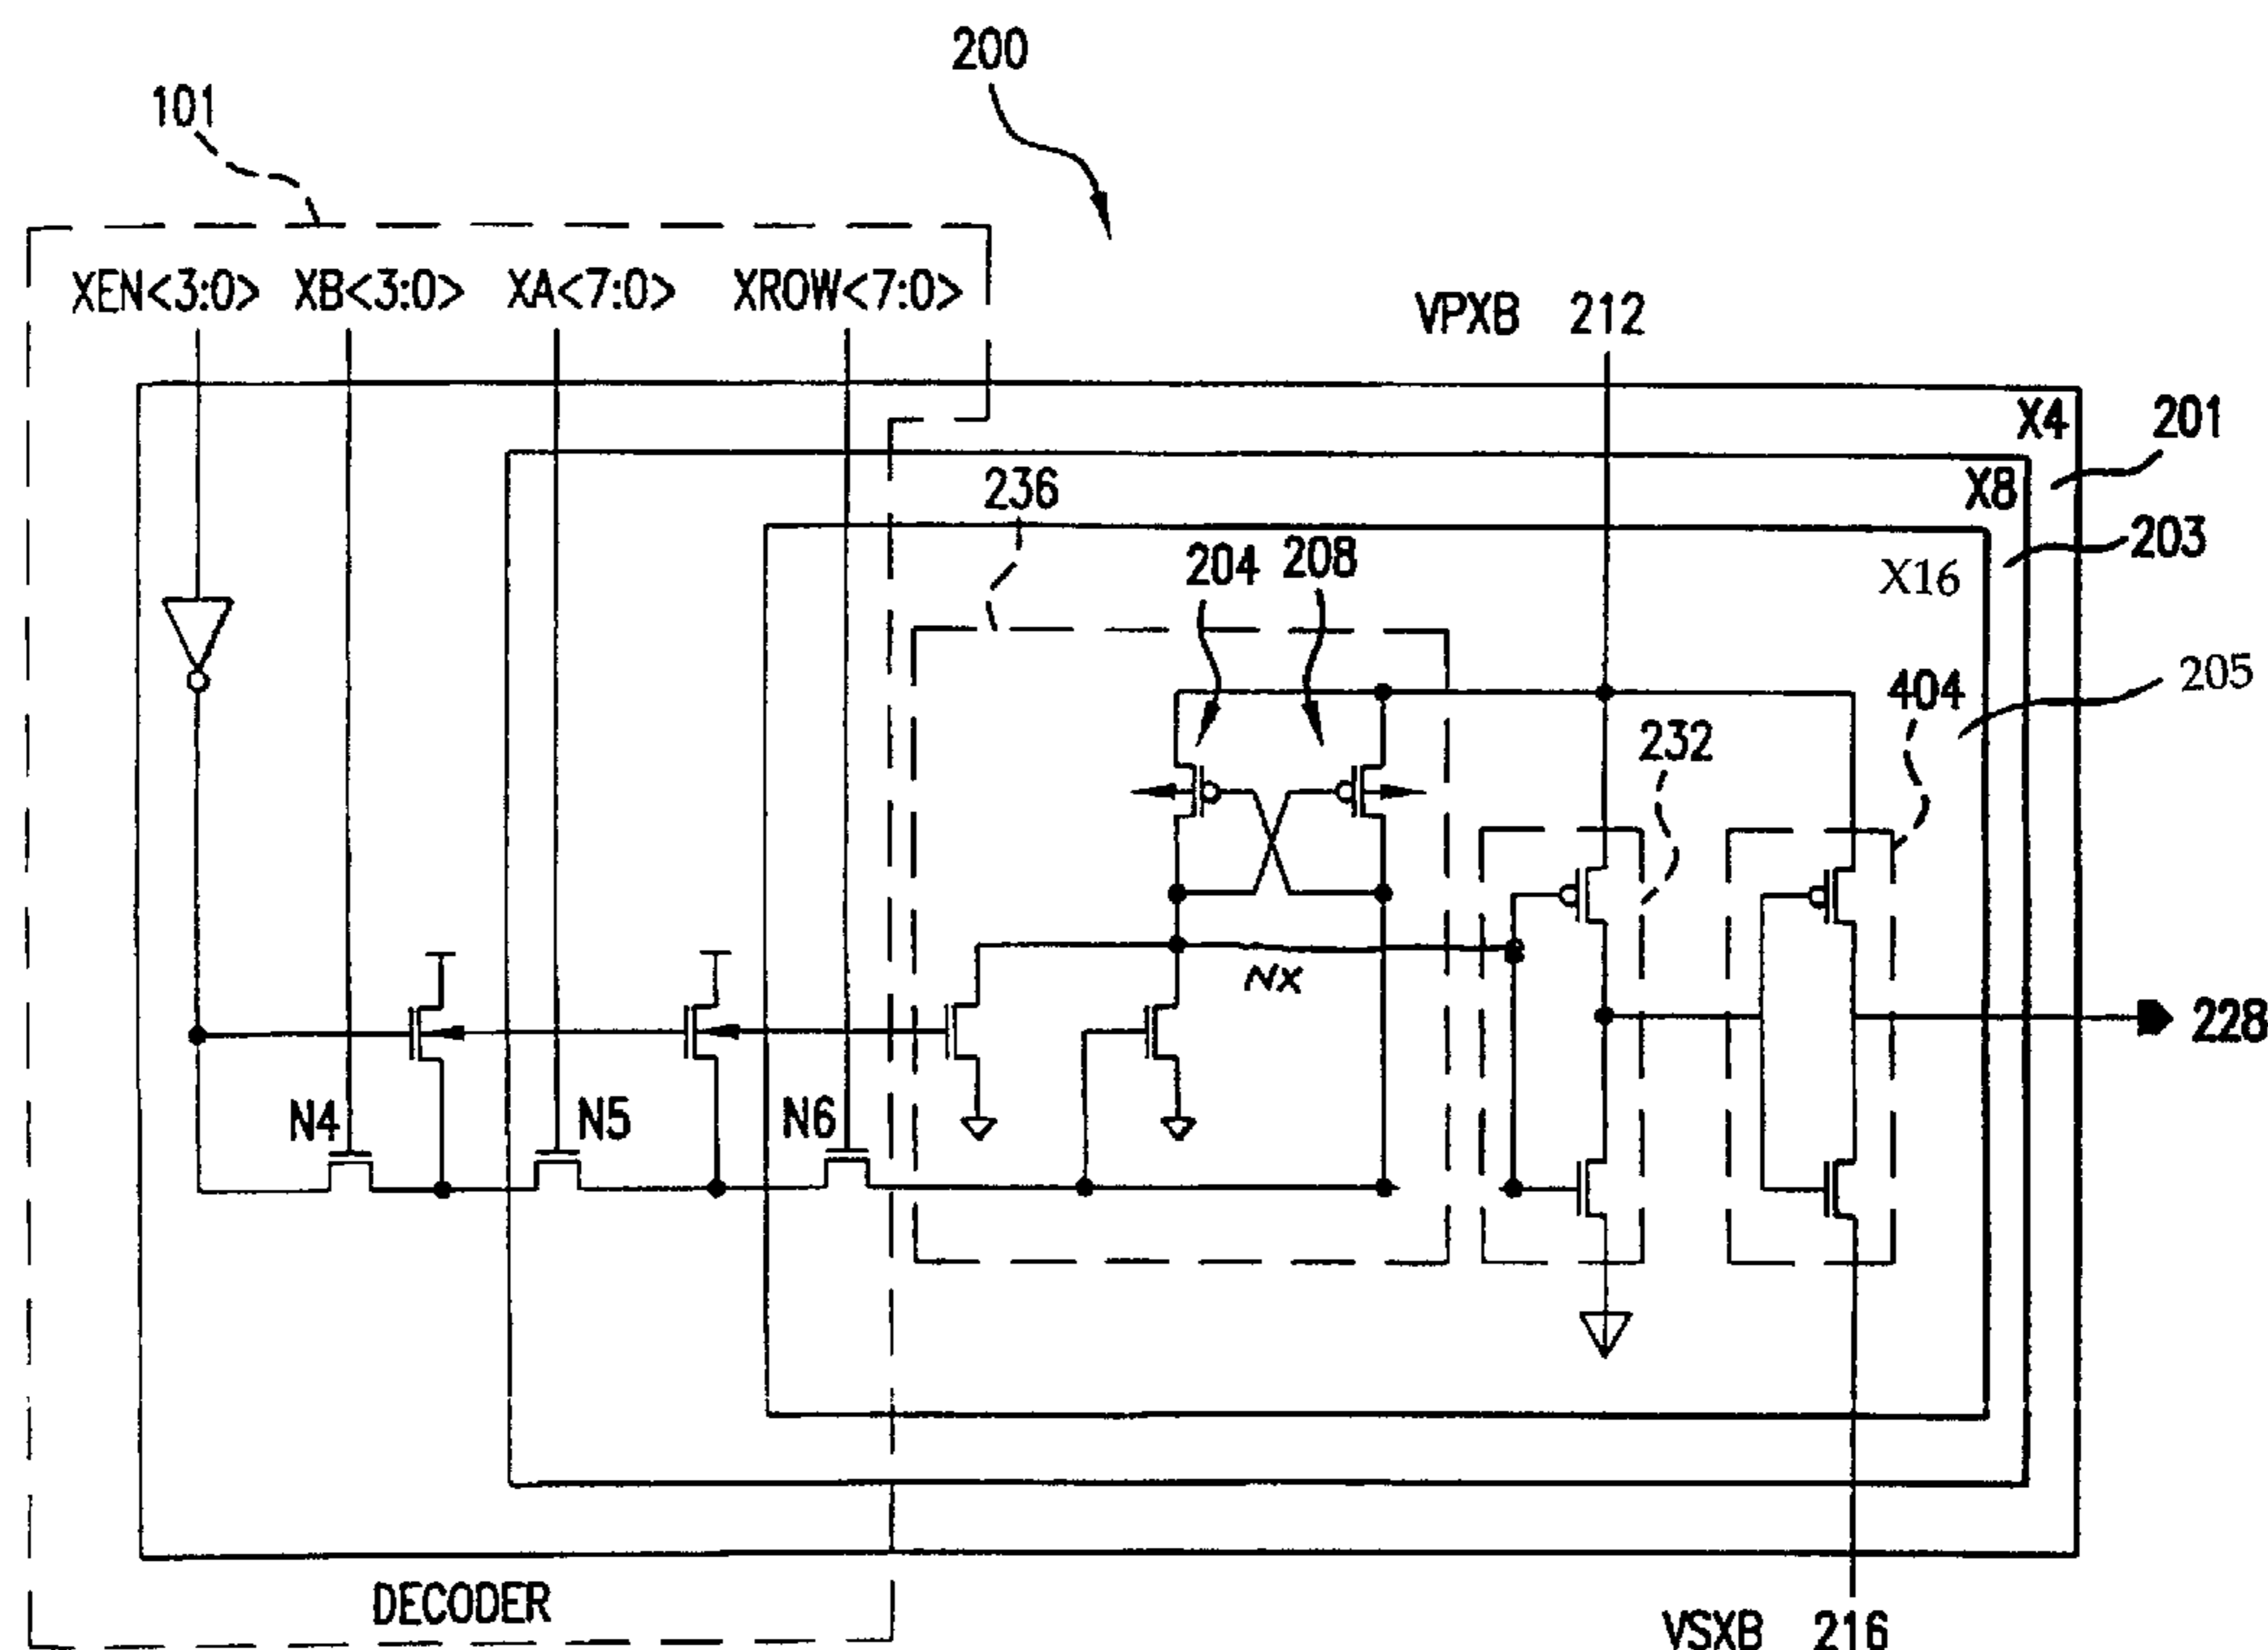 200
101
XEN<3:0> XB<3:0> XA<7:0> XROW<7:0>
VPXB 212
X4 201
X8
236
203
204 208
X16
205
404
232
NX
228
N4 N5 N6
DECODER
VSXB 216